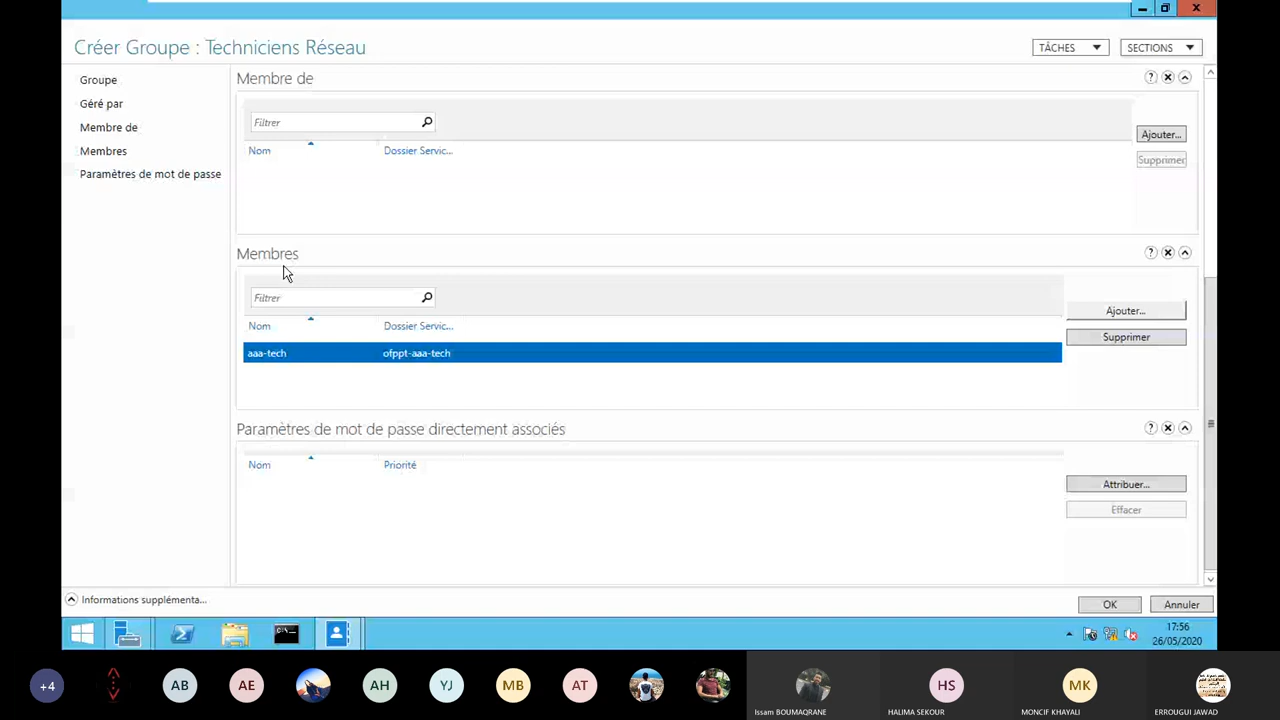 Créer Groupe : Techniciens Réseau
TÂCHES
SECTIONS
Groupe
Géré par
Membre de
Membres
Paramètres de mot de passe
Membre de
Filtrer
Nom Dossier Servic...
Ajouter...
Supprimer
Membres
Filtrer
Nom Dossier Servic...
aaa-tech ofppt-aaa-tech
Ajouter...
Supprimer
Paramètres de mot de passe directement associés
Nom Priorité
Attribuer...
Effacer
Informations supplémenta...
OK Annuler
17:56
26/05/2020
+4 AB AE AH YJ MB AT HS MK
Issam BOUMAQRANE HALIMA SEKOUR MONCIF KHAYALI ERROUGUI JAWAD